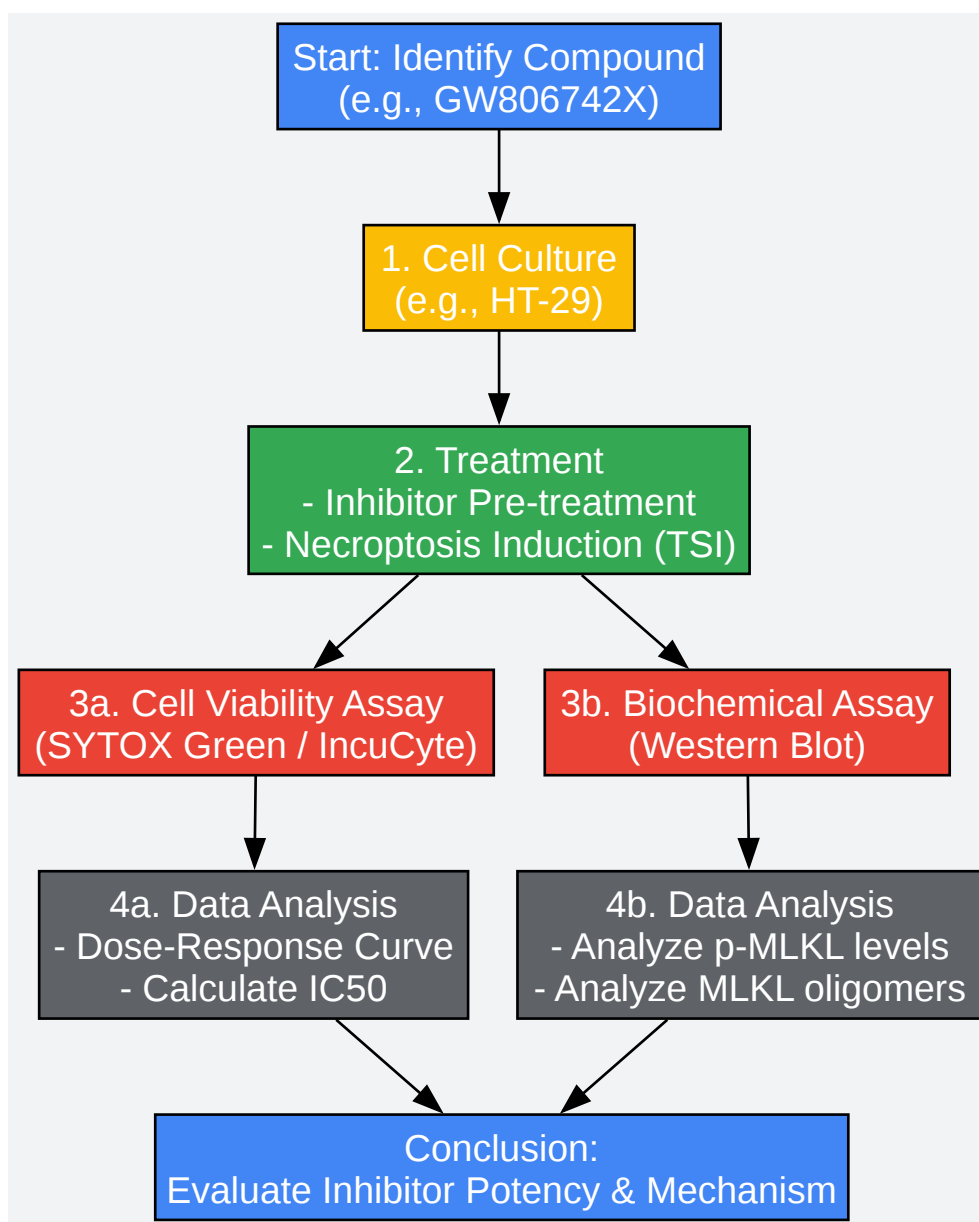 Start: Identify Compound
(e.g., GW806742X)
1. Cell Culture
(e.g., HT-29)
2. Treatment
- Inhibitor Pre-treatment
- Necroptosis Induction (TSI)
3a. Cell Viability Assay
(SYTOX Green / IncuCyte)
3b. Biochemical Assay
(Western Blot)
4a. Data Analysis
- Dose-Response Curve
- Calculate IC50
4b. Data Analysis
- Analyze p-MLKL levels
- Analyze MLKL oligomers
Conclusion:
Evaluate Inhibitor Potency & Mechanism